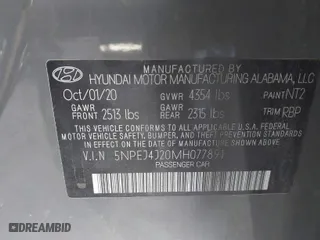 MANUFACTURED BY
HYUNDAI MOTOR MANUFACTURING ALABAMA, LLC
Oct/01/20 GVWR 4354 lbs PAINT NT2
GAWR FRONT 2513 lbs GAWR REAR 2315 lbs TRIM RBP
THIS VEHICLE CONFORMS TO ALL APPLICABLE U.S. FEDERAL
MOTOR VEHICLE SAFETY, BUMPER, AND THEFT PREVENTION
STANDARDS IN EFFECT ON THE DATE OF MANUFACTURE
SHOWN ABOVE.
V.I.N 5NPEJ4J20MH077891
PASSENGER CAR
DREAMBID.COM